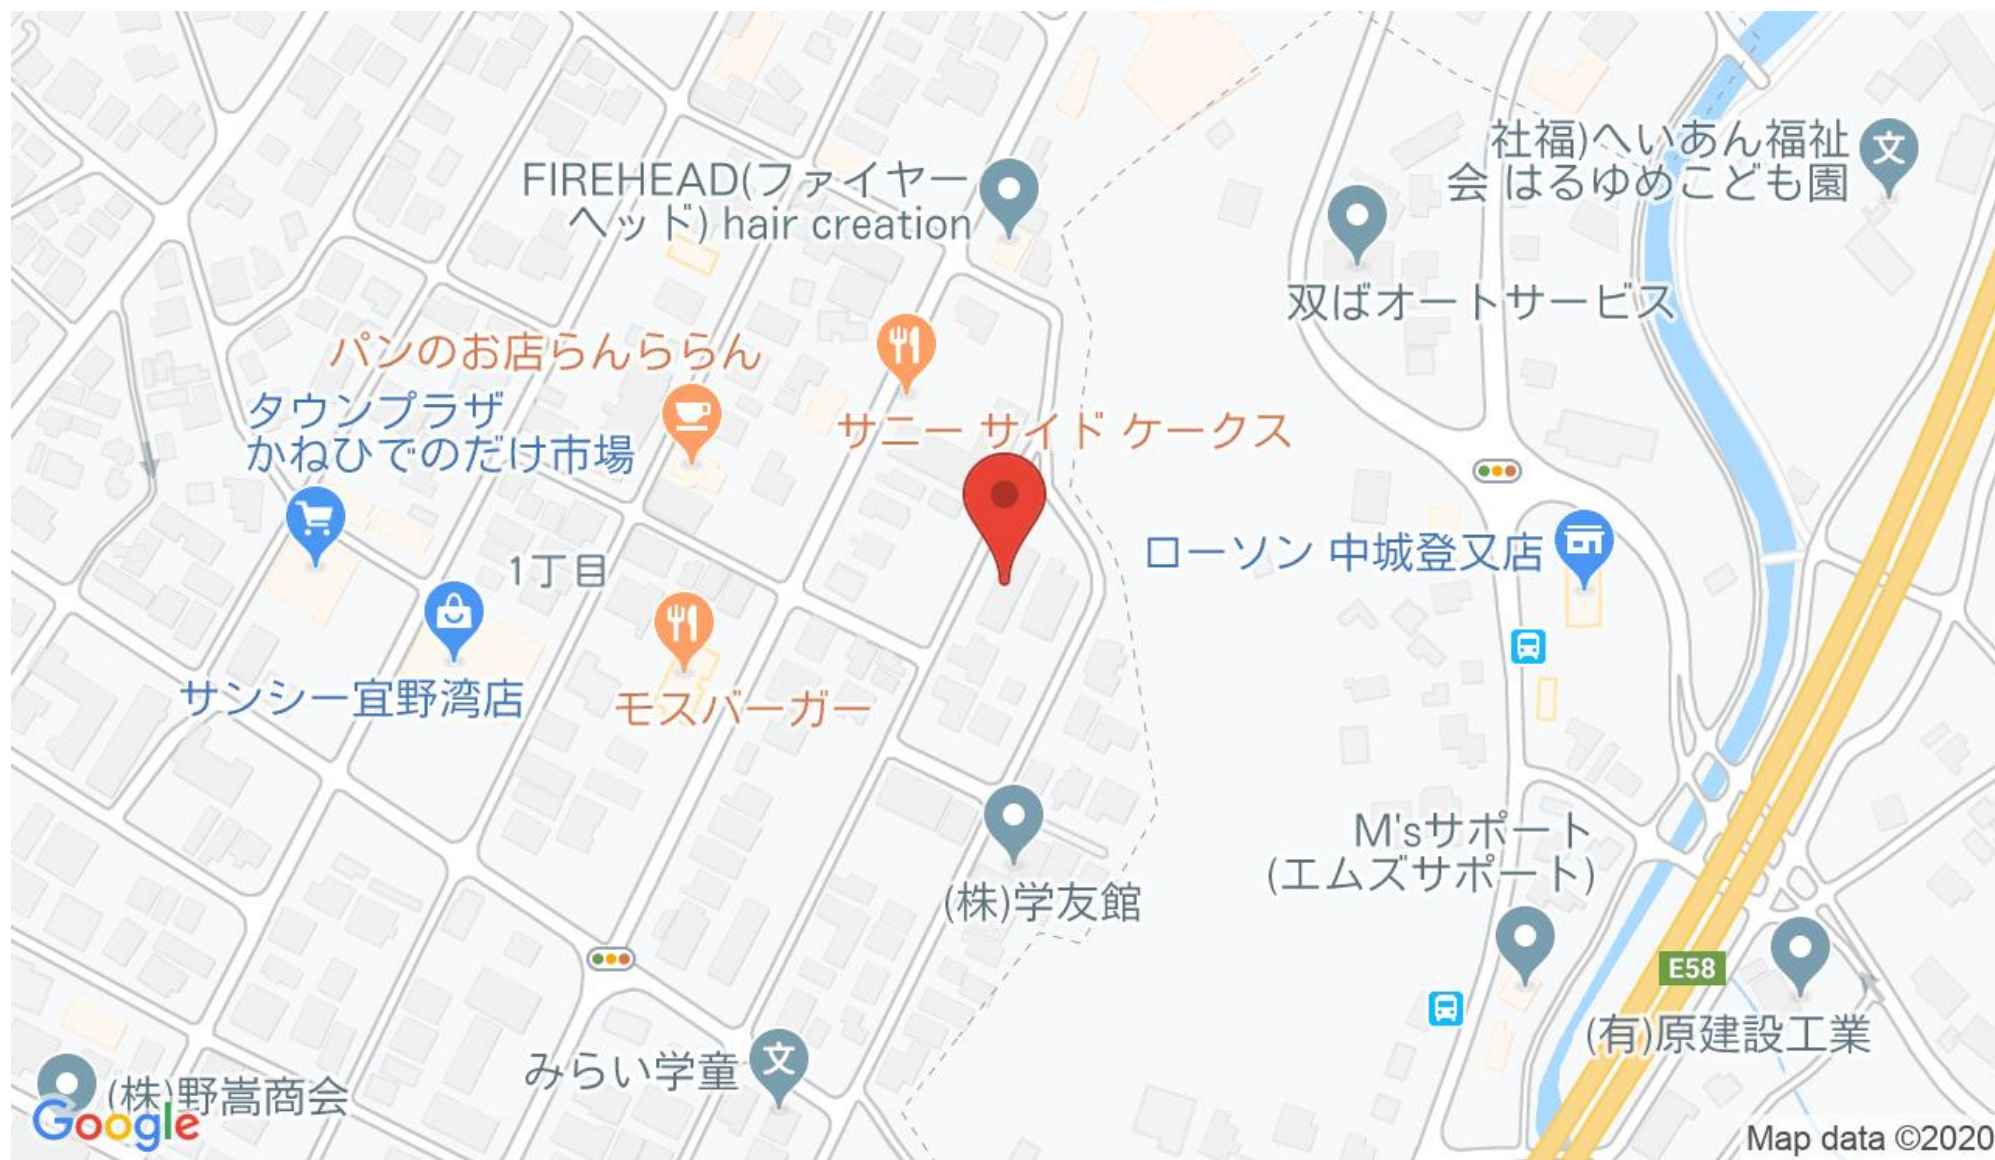 社福)へいあん福祉
会 はるゆめこども園
FIREHEAD(ファイヤー
ヘッド) hair creation
双ばオートサービス
パンのお店らんららん
タウンプラザ
かねひでのだけ市場
サニー サイド ケークス
ローソン 中城登又店
1丁目
サンシー宜野湾店
モスバーガー
M'sサポート
(エムズサポート)
(株)学友館
E58
(有)原建設工業
みらい学童
(株)野嵩商会
Google
Map data ©2020
文
文